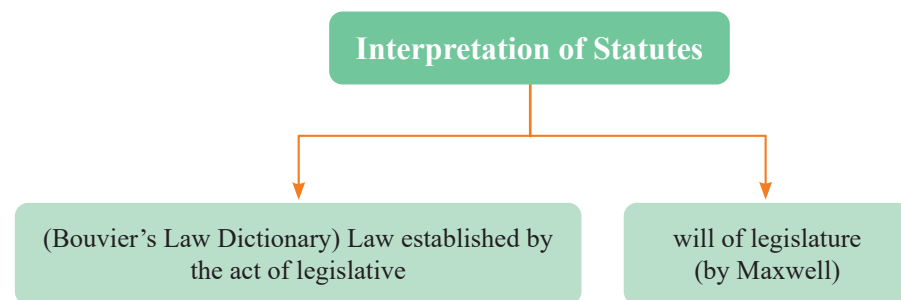 Interpretation of Statutes
(Bouvier’s Law Dictionary) Law established by
the act of legislative
will of legislature
(by Maxwell)